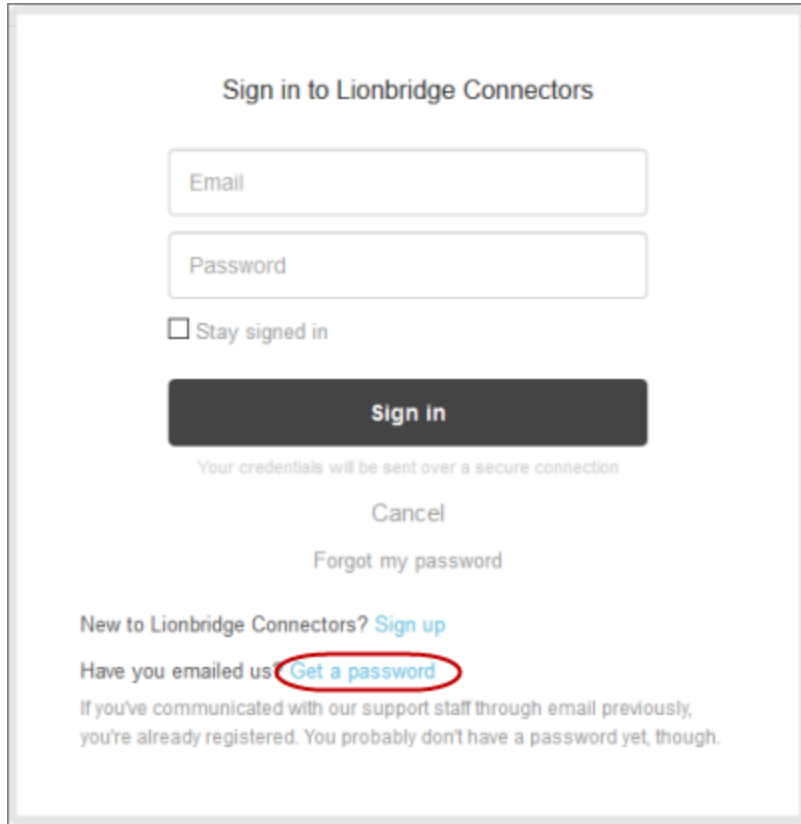 Sign in to Lionbridge Connectors
Email
Password
Stay signed in
Sign in
Your credentials will be sent over a secure connection
Cancel
Forgot my password
New to Lionbridge Connectors? Sign up
Have you emailed us? Get a password
If you've communicated with our support staff through email previously,
you're already registered. You probably don't have a password yet, though.